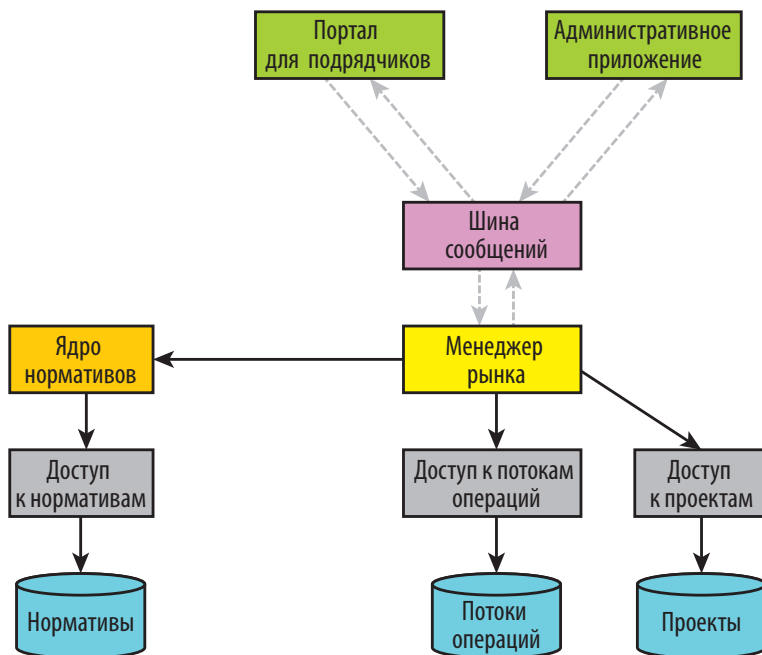 Портал
для подрядчиков
Административное
приложение
Шина
сообщений
Ядро
нормативов
Менеджер
рынка
Доступ
к нормативам
Доступ к потокам
операций
Доступ
к проектам
Нормативы
Потоки
операций
Проекты